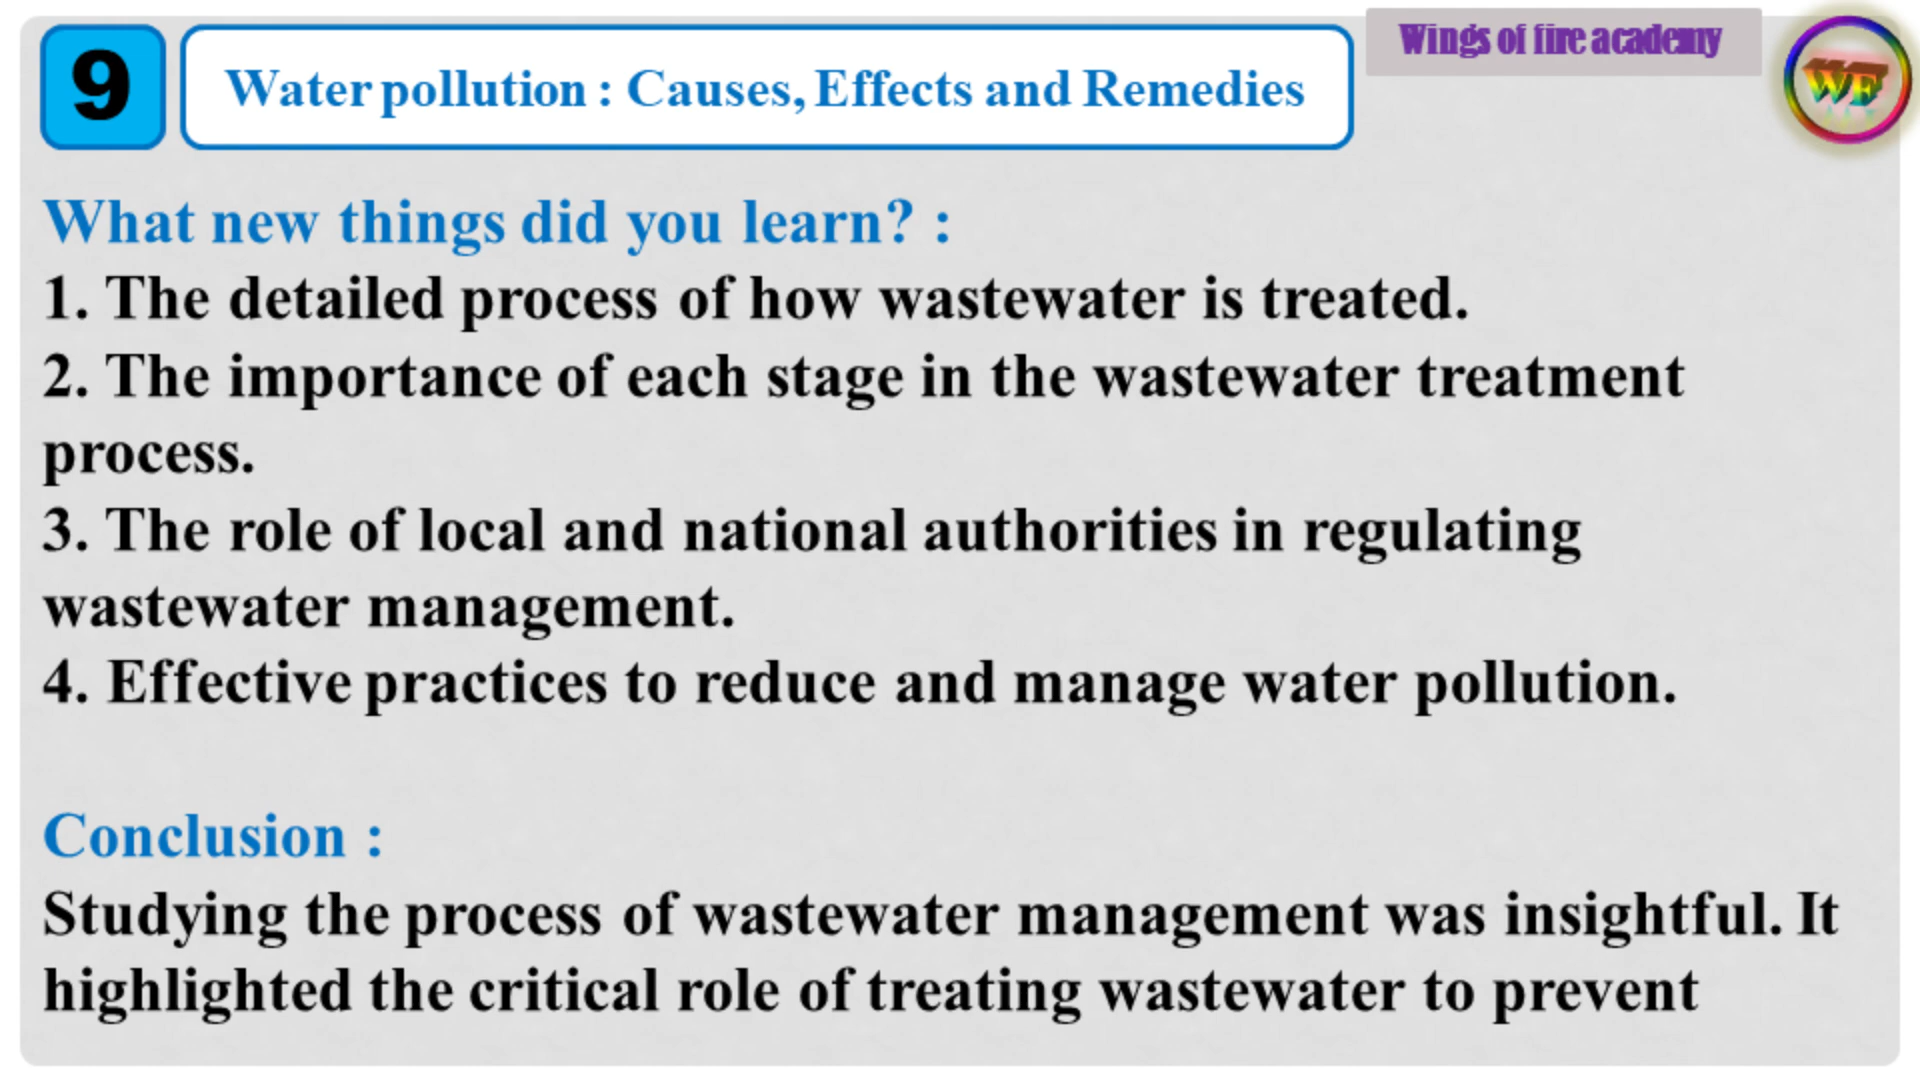 9
Water pollution : Causes, Effects and Remedies
Wings of fire academy
WF
What new things did you learn? :
1. The detailed process of how wastewater is treated.
2. The importance of each stage in the wastewater treatment
process.
3. The role of local and national authorities in regulating
wastewater management.
4. Effective practices to reduce and manage water pollution.
Conclusion :
Studying the process of wastewater management was insightful. It
highlighted the critical role of treating wastewater to prevent